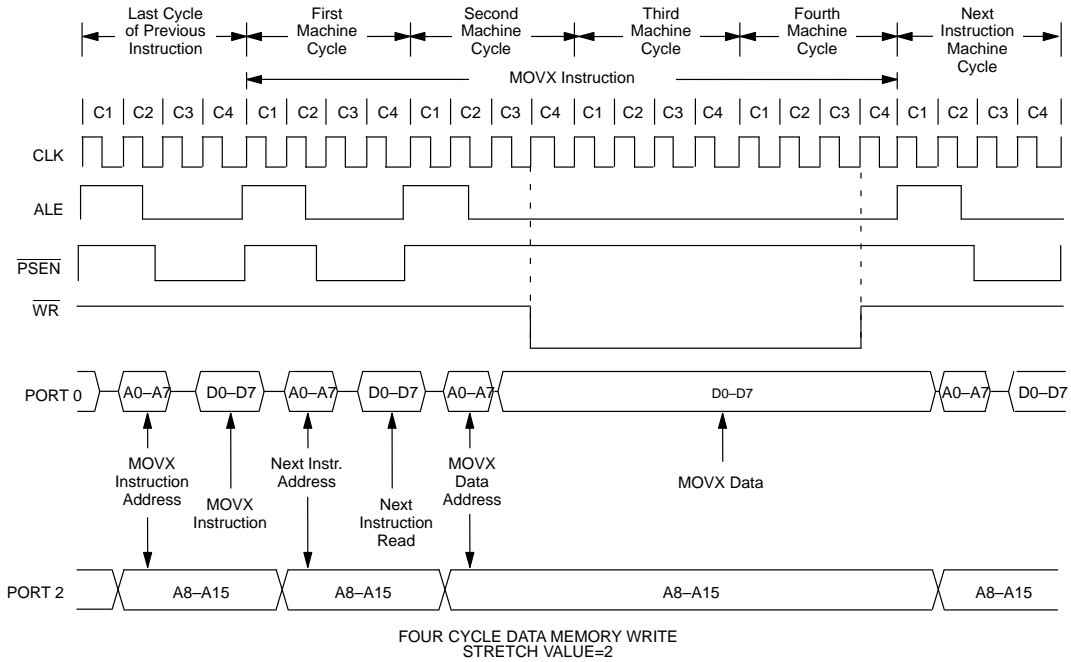 Last Cycle
of Previous
Instruction
First
Machine
Cycle
Second
Machine
Cycle
Third
Machine
Cycle
Fourth
Machine
Cycle
Next
Instruction
Machine
Cycle
MOVX Instruction
C1 C2 C3 C4 C1 C2 C3 C4 C1 C2 C3 C4 C1 C2 C3 C4 C1 C2 C3 C4 C1 C2 C3 C4
CLK
ALE
PSEN
WR
PORT 0 A0–A7 D0–D7 A0–A7 D0–D7 A0–A7 D0–D7 A0–A7 D0–D7
MOVX
Instruction
Address
MOVX
Instruction
Next Instr.
Address
Next
Instruction
Read
MOVX
Data
Address
MOVX Data
PORT 2 A8–A15 A8–A15 A8–A15 A8–A15
FOUR CYCLE DATA MEMORY WRITE
STRETCH VALUE=2